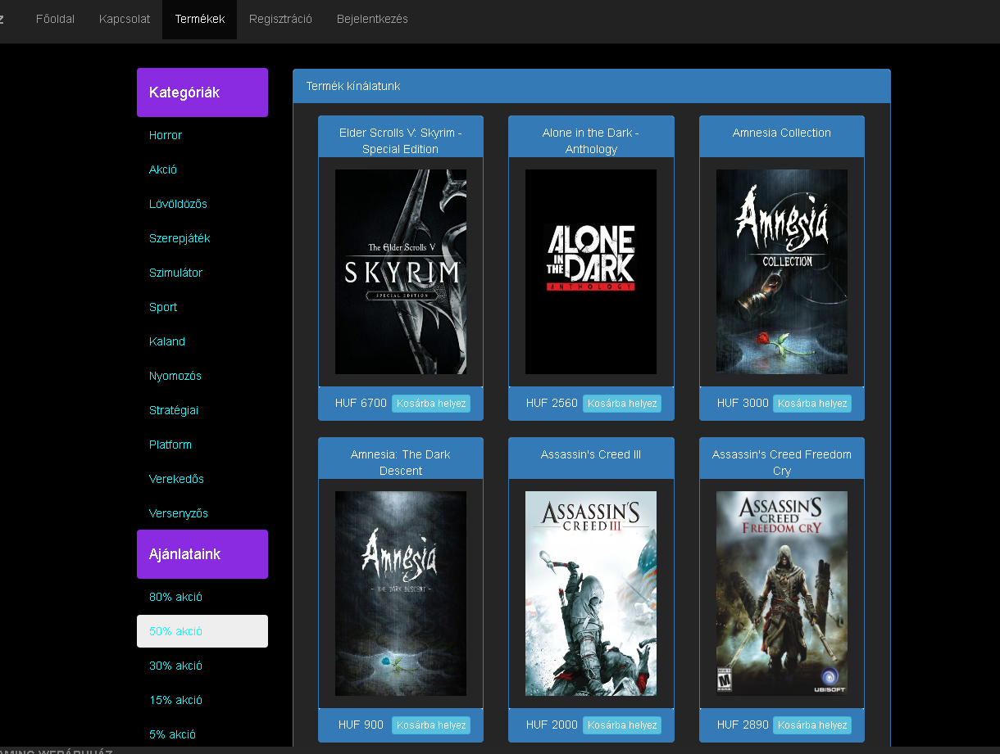 Főoldal
Kapcsolat
Termékek
Regisztráció
Bejelentkezés
Kategóriák
Horror
Akció
Lövöldözős
Szerepjáték
Szimulátor
Sport
Kaland
Nyomozós
Stratégiai
Platform
Verekedős
Versenyzős
Ajánlataink
80% akció
50% akció
30% akció
15% akció
5% akció
Termék kínálatunk
Elder Scrolls V: Skyrim -
Special Edition
The Elder Scrolls V
SKYRIM
SPECIAL EDITION
HUF 6700 Kosárba helyez
Alone in the Dark -
Anthology
ALONE
IN THE DARK
ANTHOLOGY
HUF 2560 Kosárba helyez
Amnesia Collection
Amnesia
COLLECTION
HUF 3000 Kosárba helyez
Amnesia: The Dark
Descent
Amnesia
- THE DARK DESCENT -
HUF 900 Kosárba helyez
Assassin's Creed III
ASSASSIN'S
CREED III
HUF 2000 Kosárba helyez
Assassin's Creed Freedom
Cry
ASSASSIN'S
CREED
FREEDOM CRY
M
UBISOFT
HUF 2890 Kosárba helyez